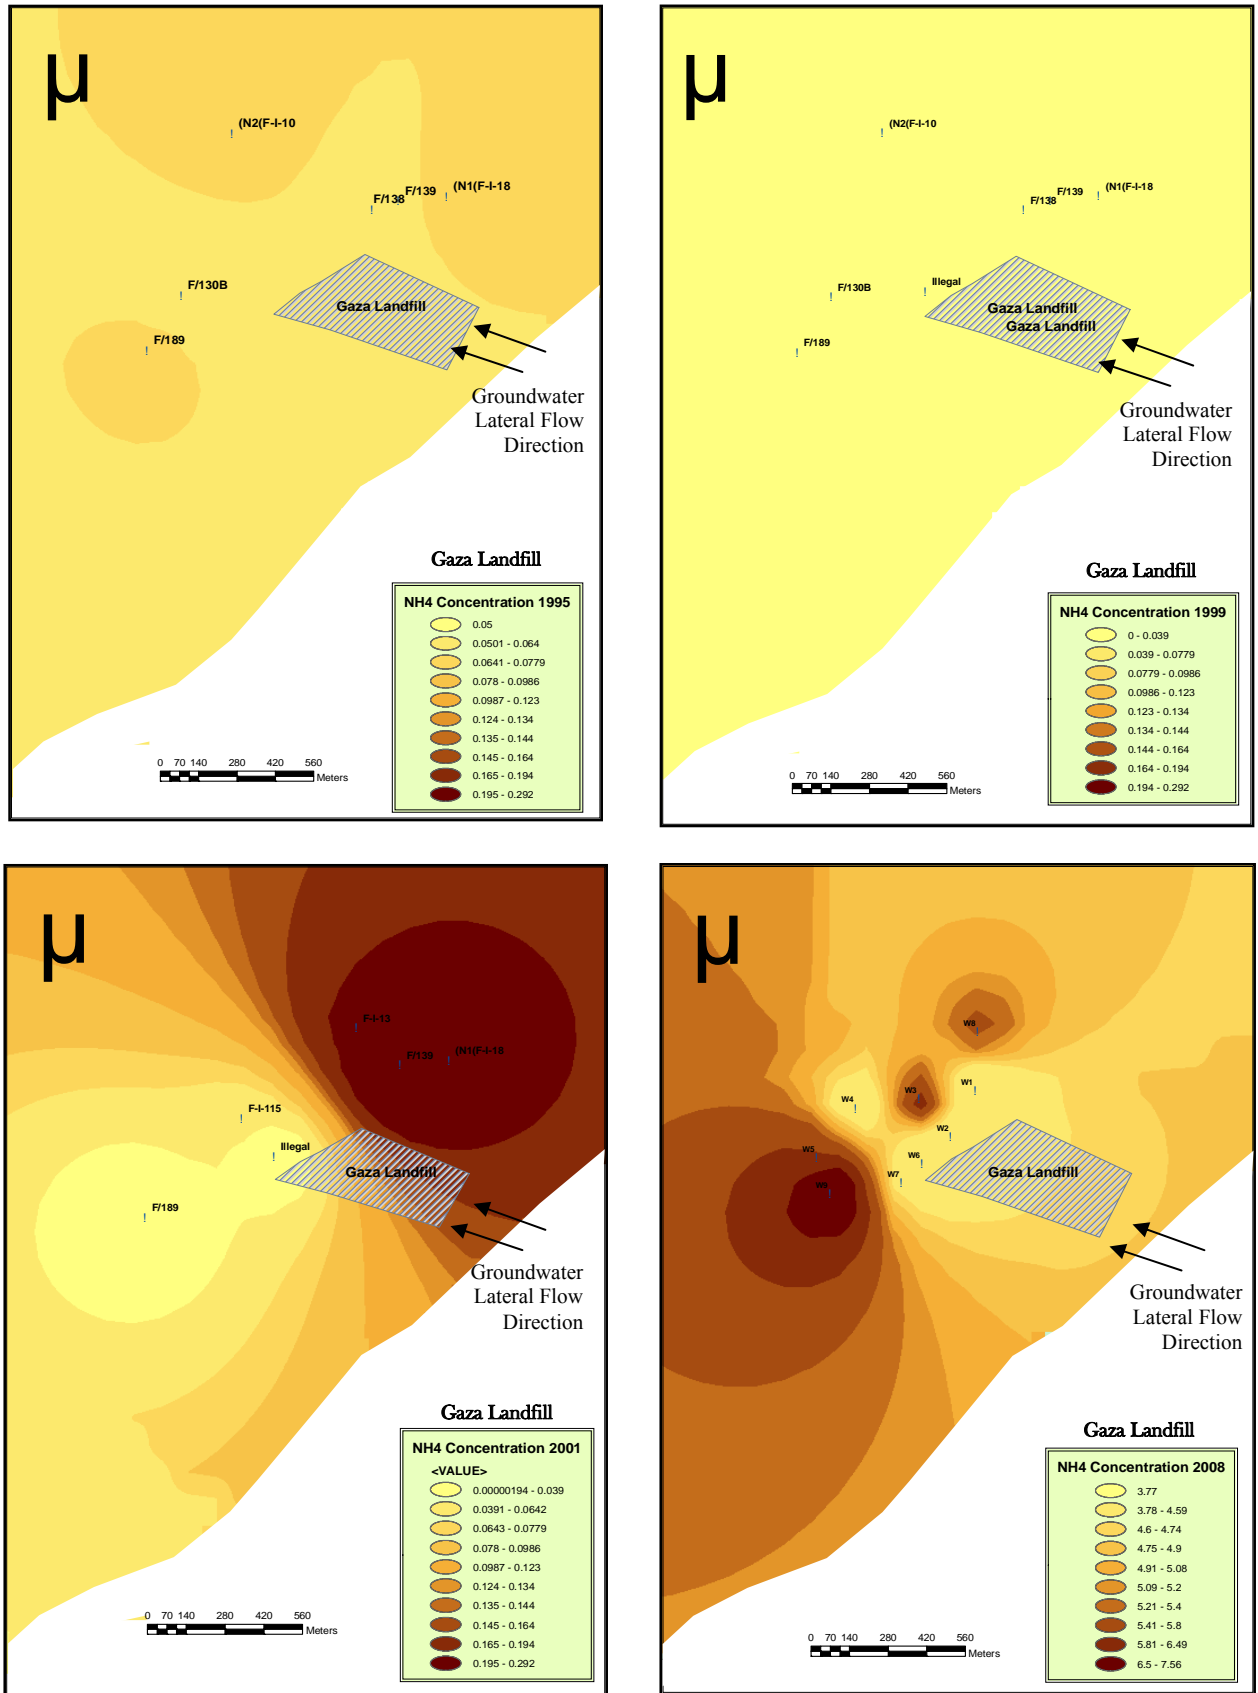 µ
(N2(F-I-10
F/139
(N1(F-I-18
F/138
F/130B
Gaza Landfill
F/189
Groundwater
Lateral Flow
Direction
Gaza Landfill
NH4 Concentration 1995
0.05
0.0501 - 0.064
0.0641 - 0.0779
0.078 - 0.0986
0.0987 - 0.123
0.124 - 0.134
0.135 - 0.144
0.145 - 0.164
0.165 - 0.194
0.195 - 0.292
0 70 140 280 420 560
Meters
µ
(N2(F-I-10
F/139
(N1(F-I-18
F/138
Illegal
F/130B
Gaza Landfill
Gaza Landfill
F/189
Groundwater
Lateral Flow
Direction
Gaza Landfill
NH4 Concentration 1999
0 - 0.039
0.039 - 0.0779
0.0779 - 0.0986
0.0986 - 0.123
0.123 - 0.134
0.134 - 0.144
0.144 - 0.164
0.164 - 0.194
0.194 - 0.292
0 70 140 280 420 560
Meters
µ
F-I-13
F/139
(N1(F-I-18
F-I-115
Illegal
Gaza Landfill
F/189
Groundwater
Lateral Flow
Direction
Gaza Landfill
NH4 Concentration 2001
<VALUE>
0.00000194 - 0.039
0.0391 - 0.0642
0.0643 - 0.0779
0.078 - 0.0986
0.0987 - 0.123
0.124 - 0.134
0.135 - 0.144
0.145 - 0.164
0.165 - 0.194
0.195 - 0.292
0 70 140 280 420 560
Meters
µ
W8
W1
W3
W4
W2
W5
W6
W7
Gaza Landfill
W9
Groundwater
Lateral Flow
Direction
Gaza Landfill
NH4 Concentration 2008
3.77
3.78 - 4.59
4.6 - 4.74
4.75 - 4.9
4.91 - 5.08
5.09 - 5.2
5.21 - 5.4
5.41 - 5.8
5.81 - 6.49
6.5 - 7.56
0 70 140 280 420 560
Meters